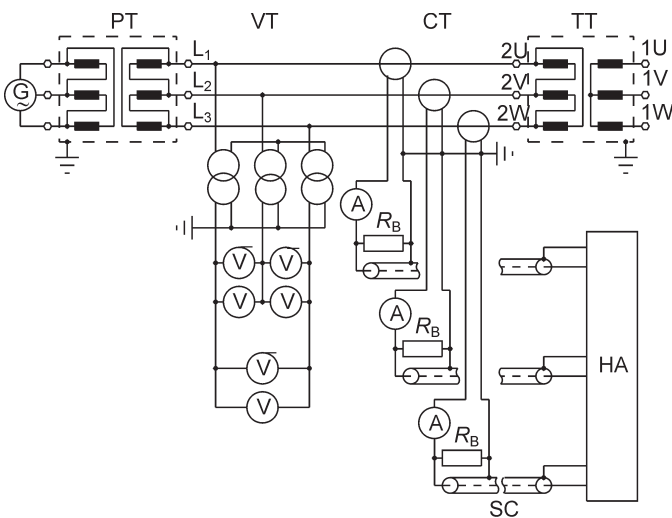 PT VT CT TT
L1 2U 1U
G ~ L2 2V 1V
L3 2W 1W
A
RB
V V
V V
A
RB
HA
V
V
A
RB
SC